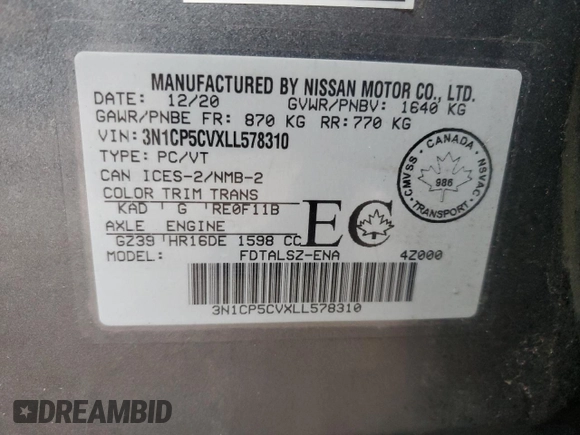 MANUFACTURED BY NISSAN MOTOR CO., LTD.
DATE: 12/20 GVWR/PNBV: 1640 KG
GAWR/PNBE FR: 870 KG RR: 770 KG
VIN: 3N1CP5CVXLL578310
TYPE: PC/VT
CAN ICES-2/NMB-2
COLOR TRIM TRANS
KAD G RE0F11B
AXLE ENGINE
GZ39 HR16DE 1598 CC
EC
MODEL: FDTALSZ-ENA 4Z000
3N1CP5CVXLL578310
CANADA
CMVSS
NSVAC
986
TRANSPORT
DREAMBID